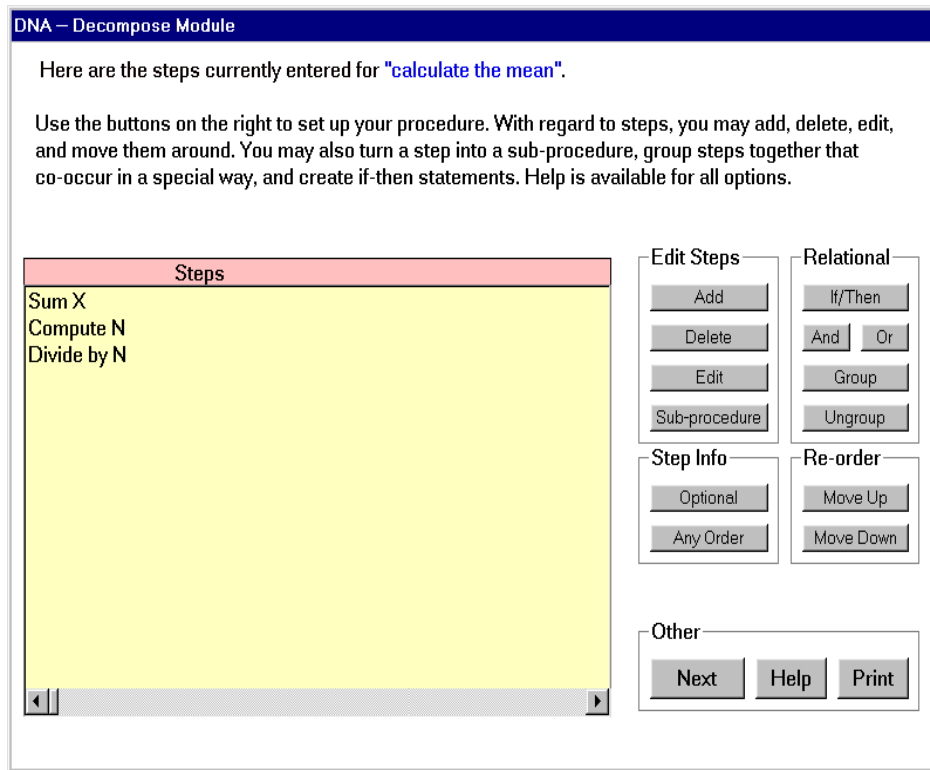 DNA – Decompose Module
Here are the steps currently entered for "calculate the mean".
Use the buttons on the right to set up your procedure. With regard to steps, you may add, delete, edit,
and move them around. You may also turn a step into a sub-procedure, group steps together that
co-occur in a special way, and create if-then statements. Help is available for all options.
Steps
Sum X
Compute N
Divide by N
Edit Steps
Add
Delete
Edit
Sub-procedure
Relational
If/Then
And Or
Group
Ungroup
Step Info
Optional
Any Order
Re-order
Move Up
Move Down
Other
Next Help Print